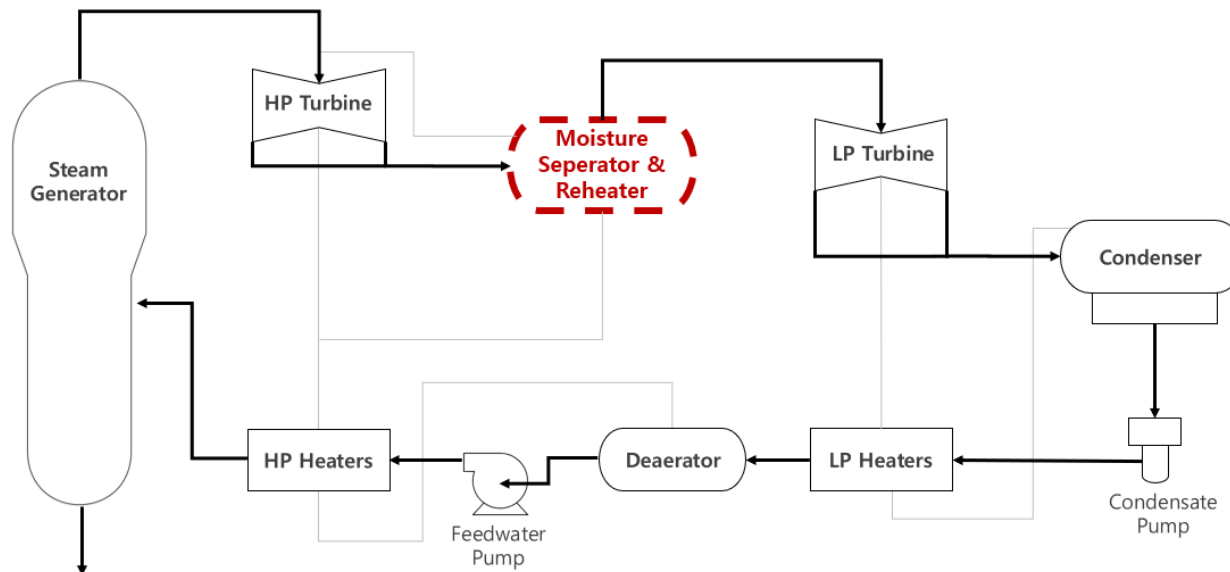 HP Turbine
Moisture
Seperator &
Reheater
LP Turbine
Steam
Generator
Condenser
HP Heaters
Deaerator
LP Heaters
Feedwater
Pump
Condensate
Pump